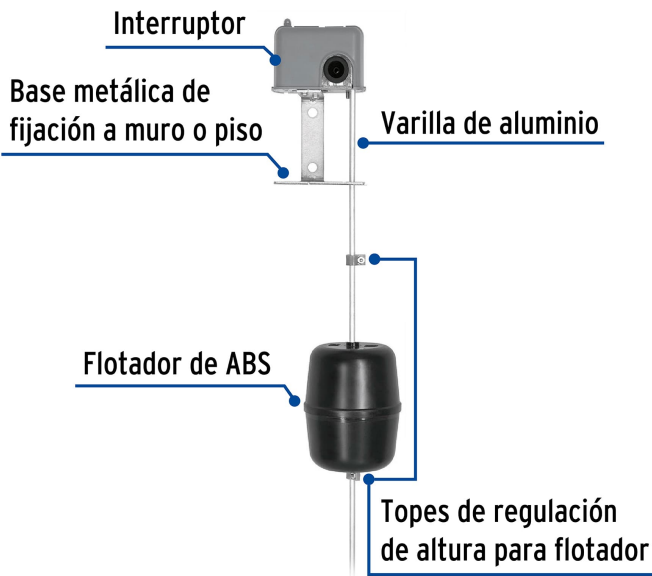 Interruptor
Base metálica de
fijación a muro o piso
Varilla de aluminio
Flotador de ABS
Topes de regulación
de altura para flotador